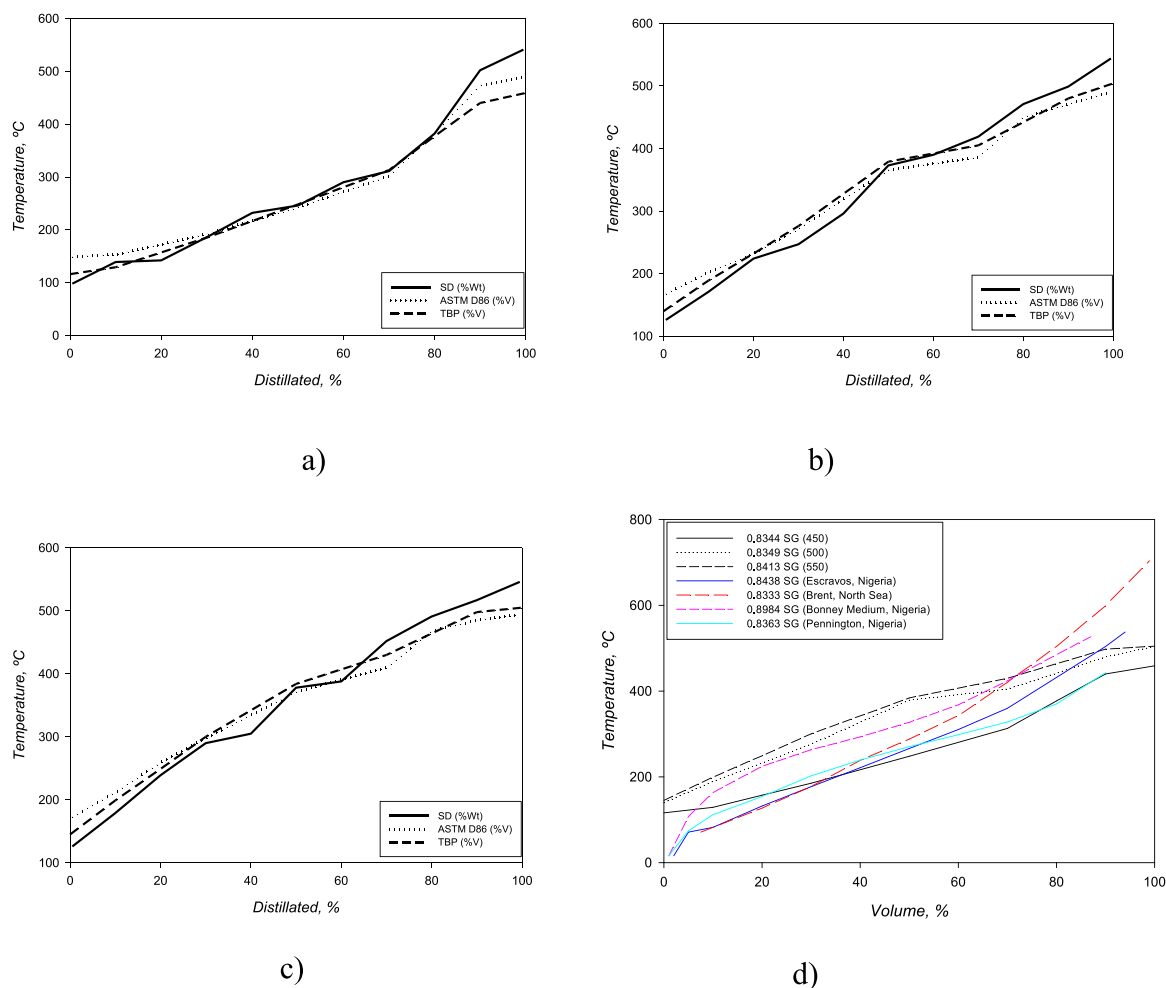 600
500
400
300
200
100
0
Temperature, ºC
SD (%Wt)
ASTM D86 (%V)
TBP (%V)
0 20 40 60 80 100
Distillated, %
a)
600
500
400
300
200
100
Temperature, ºC
SD (%Wt)
ASTM D86 (%V)
TBP (%V)
0 20 40 60 80 100
Distillated, %
b)
600
500
400
300
200
100
Temperature, ºC
SD (%Wt)
ASTM D86 (%V)
TBP (%V)
0 20 40 60 80 100
Distillated, %
c)
800
600
400
200
0
Temperature, ºC
0.8344 SG (450)
0.8349 SG (500)
0.8413 SG (550)
0.8438 SG (Escravos, Nigeria)
0.8333 SG (Brent, North Sea)
0.8984 SG (Bonney Medium, Nigeria)
0.8363 SG (Pennington, Nigeria)
0 20 40 60 80 100
Volume, %
d)